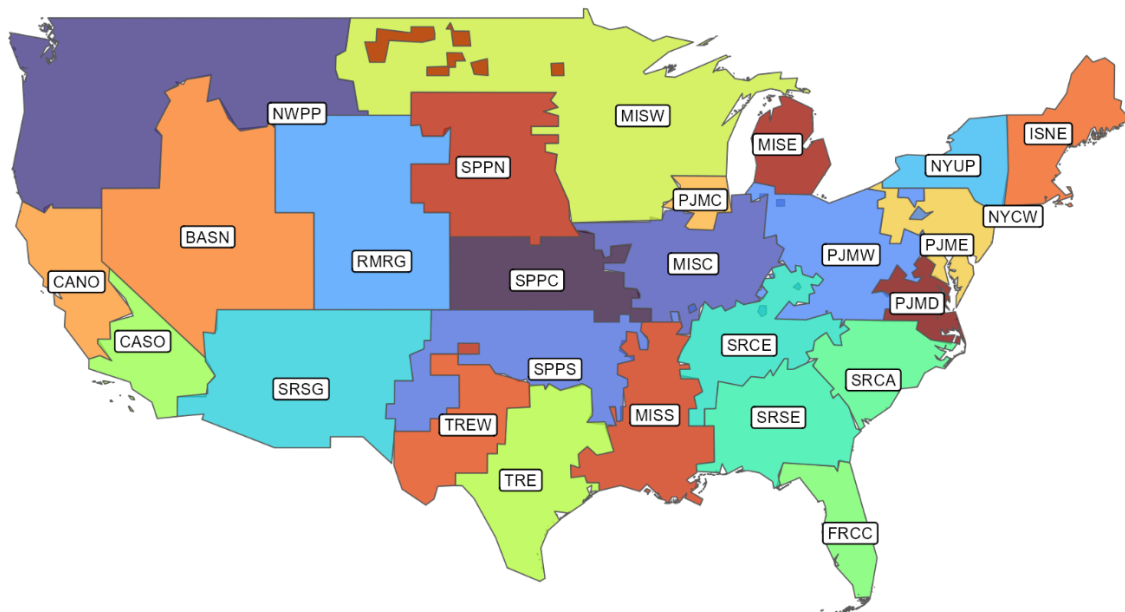 NWPP
MISW
ISNE
MISE
SPPN
NYUP
PJMC
NYCW
BASN
PJME
RMRG
PJMW
MISC
SPPC
CANO
PJMD
CASO
SRCE
SPPS
SRCA
SRSG
MISS
SRSE
TREW
TRE
FRCC